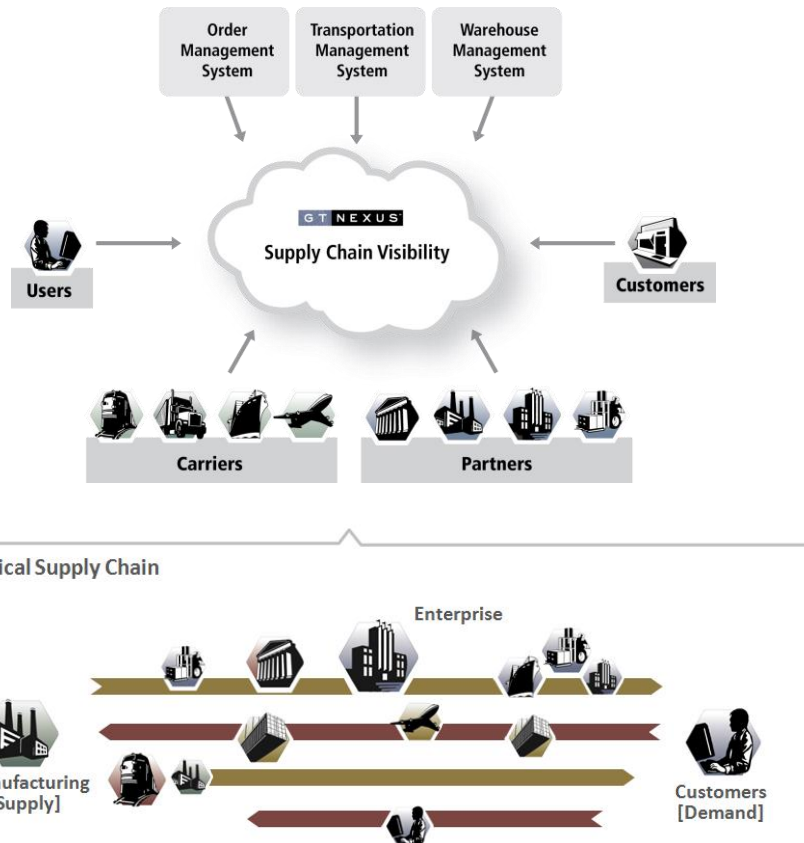 Order
Management
System
Transportation
Management
System
Warehouse
Management
System
GT NEXUS
Supply Chain Visibility
Users
Customers
Carriers
Partners
ical Supply Chain
Enterprise
ufacturing
Supply]
Customers
[Demand]